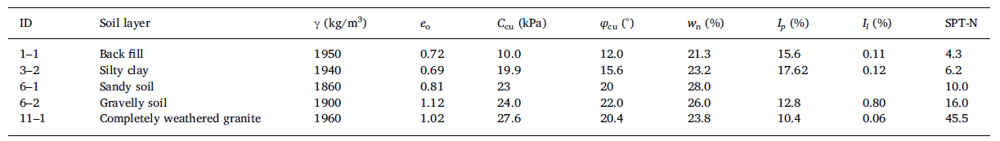 ID Soil layer γ (kg/m³) eₒ C_cu (kPa) φ_cu (°) w_n (%) I_p (%) I_l (%) SPT-N
1–1 Back fill 1950 0.72 10.0 12.0 21.3 15.6 0.11 4.3
3–2 Silty clay 1940 0.69 19.9 15.6 23.2 17.62 0.12 6.2
6–1 Sandy soil 1860 0.81 23 20 28.0 10.0
6–2 Gravelly soil 1900 1.12 24.0 22.0 26.0 12.8 0.80 16.0
11–1 Completely weathered granite 1960 1.02 27.6 20.4 23.8 10.4 0.06 45.5